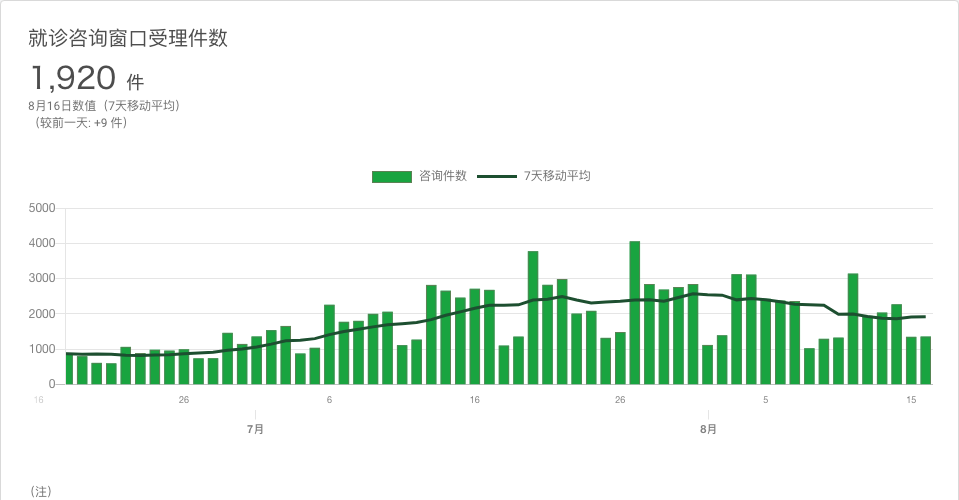 就诊咨询窗口受理件数
1,920 件
8月16日数值（7天移动平均）
（较前一天: +9 件）
咨询件数 7天移动平均
5000
4000
3000
2000
1000
0
16 26 6 16 26 5 15
7月 8月
（注）